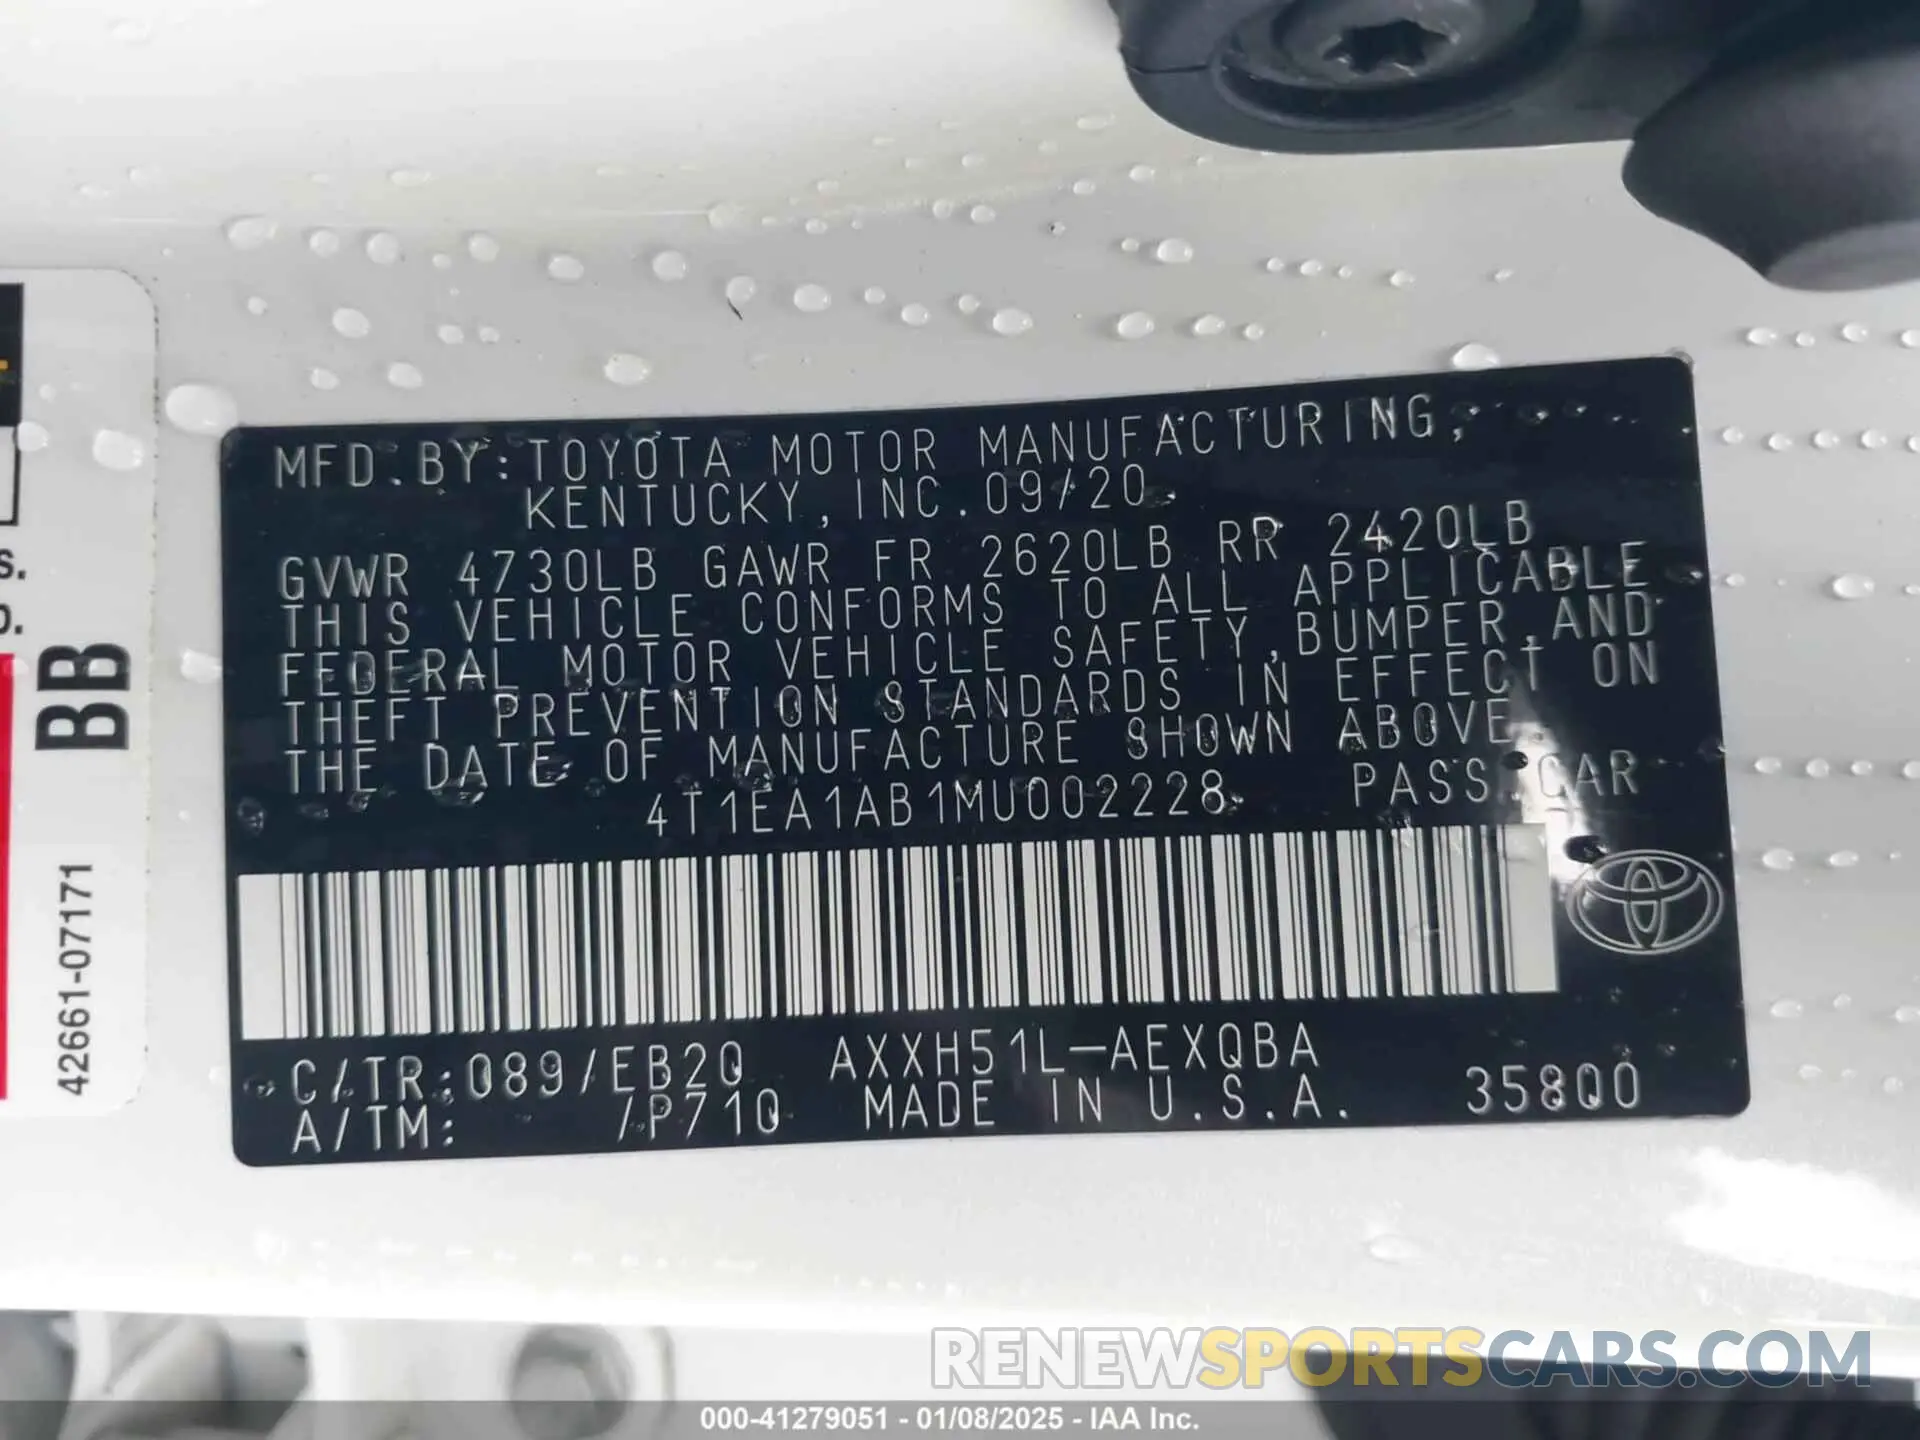 MFD.BY:TOYOTA MOTOR MANUFACTURING,
KENTUCKY, INC. 09/20
GVWR 4730LB GAWR FR 2620LB RR 2420LB
THIS VEHICLE CONFORMS TO ALL APPLICABLE
FEDERAL MOTOR VEHICLE SAFETY, BUMPER, AND
THEFT PREVENTION STANDARDS IN EFFECT ON
THE DATE OF MANUFACTURE SHOWN ABOVE.
4T1EA1AB1MU002228 PASS.CAR
C/TR:089/EB20 AXXH51L-AEXQBA
A/TM: /P710 MADE IN U.S.A. 35800
BB
42661-07171
RENEWSPORTSCARS.COM
000-41279051 - 01/08/2025 - IAA Inc.